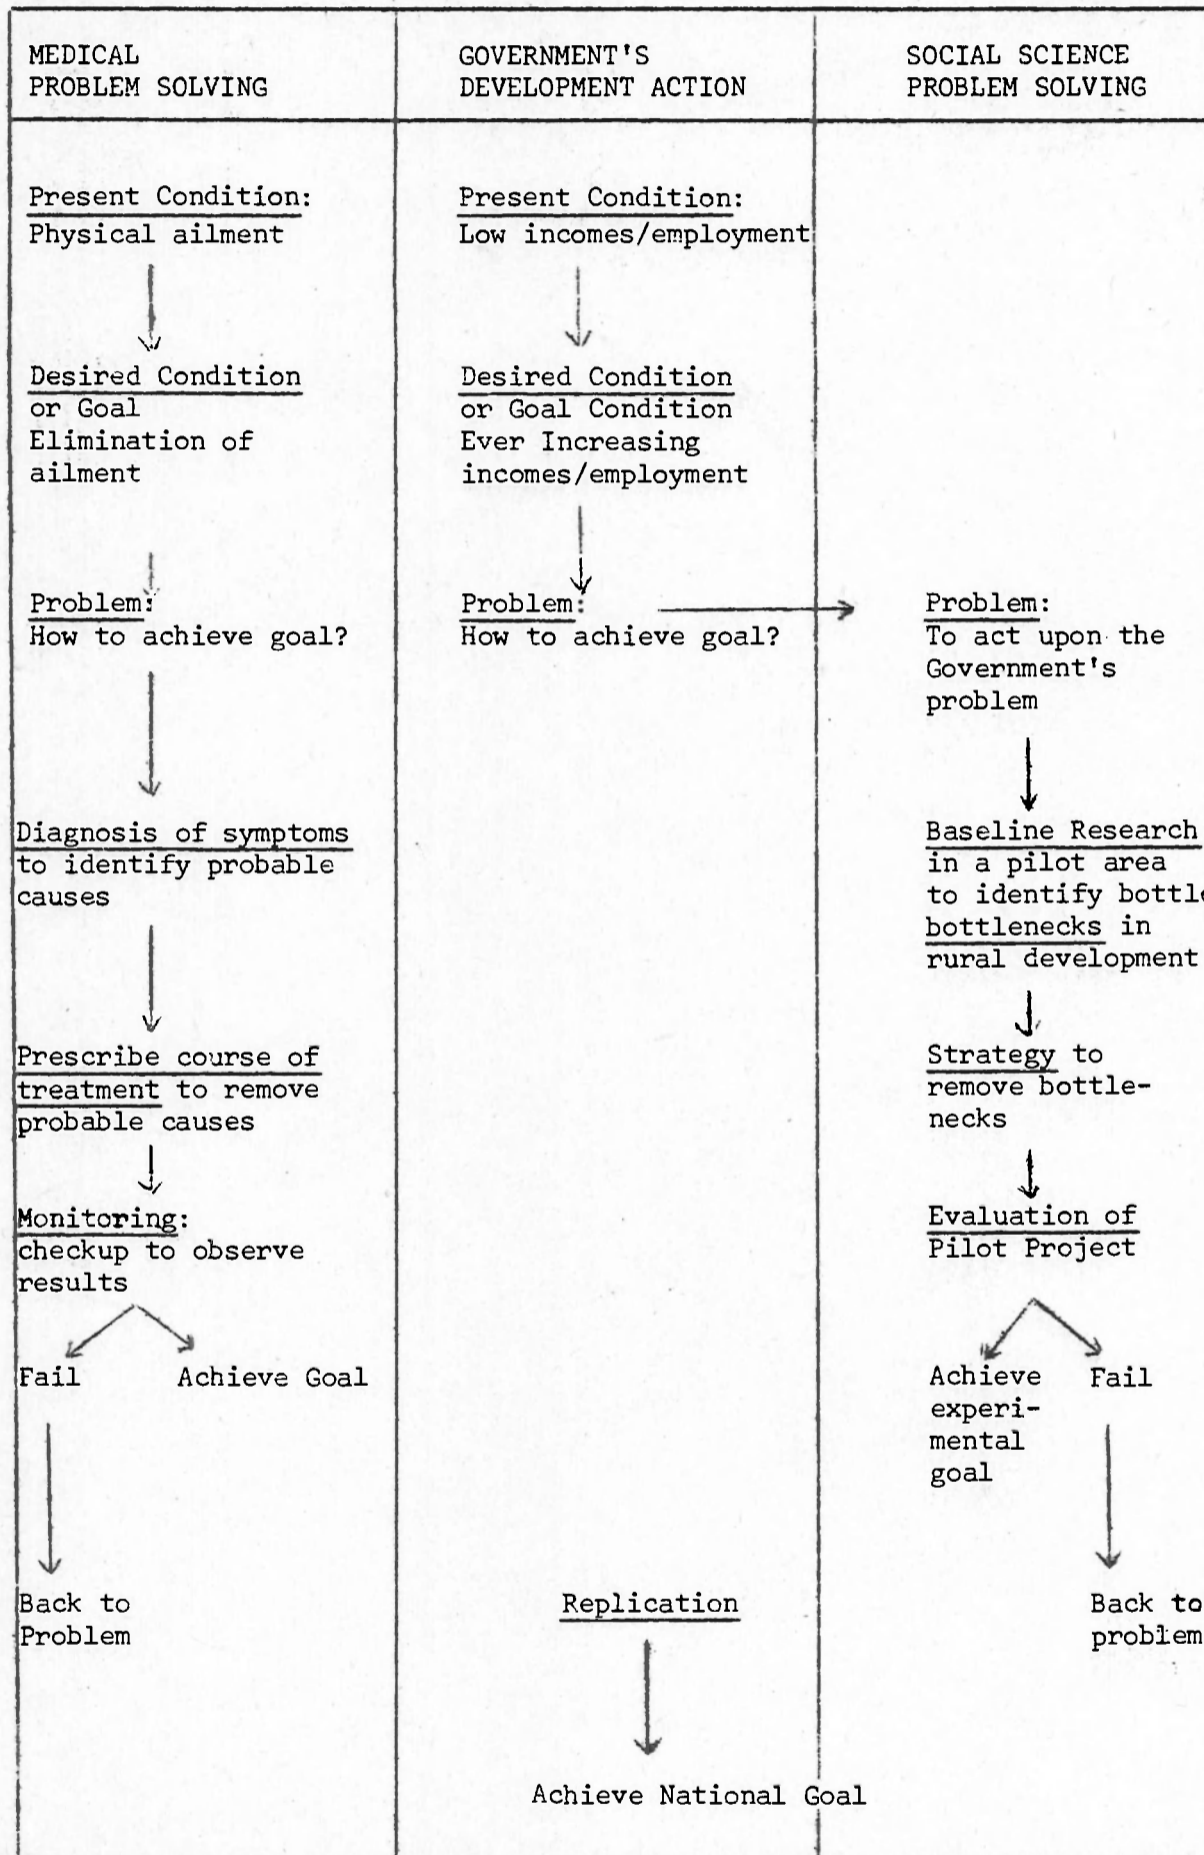 MEDICAL
PROBLEM SOLVING
GOVERNMENT'S
DEVELOPMENT ACTION
SOCIAL SCIENCE
PROBLEM SOLVING
Present Condition:
Physical ailment
Desired Condition
or Goal
Elimination of
ailment
Problem:
How to achieve goal?
Diagnosis of symptoms
to identify probable
causes
Prescribe course of
treatment to remove
probable causes
Monitoring:
checkup to observe
results
Fail
Achieve Goal
Back to
Problem
Present Condition:
Low incomes/employment
Desired Condition
or Goal Condition
Ever Increasing
incomes/employment
Problem:
How to achieve goal?
Replication
Achieve National Goal
Problem:
To act upon the
Government's
problem
Baseline Research
in a pilot area
to identify bottle
bottlenecks in
rural development
Strategy to
remove bottle-
necks
Evaluation of
Pilot Project
Achieve
experi-
mental
goal
Fail
Back to
problem